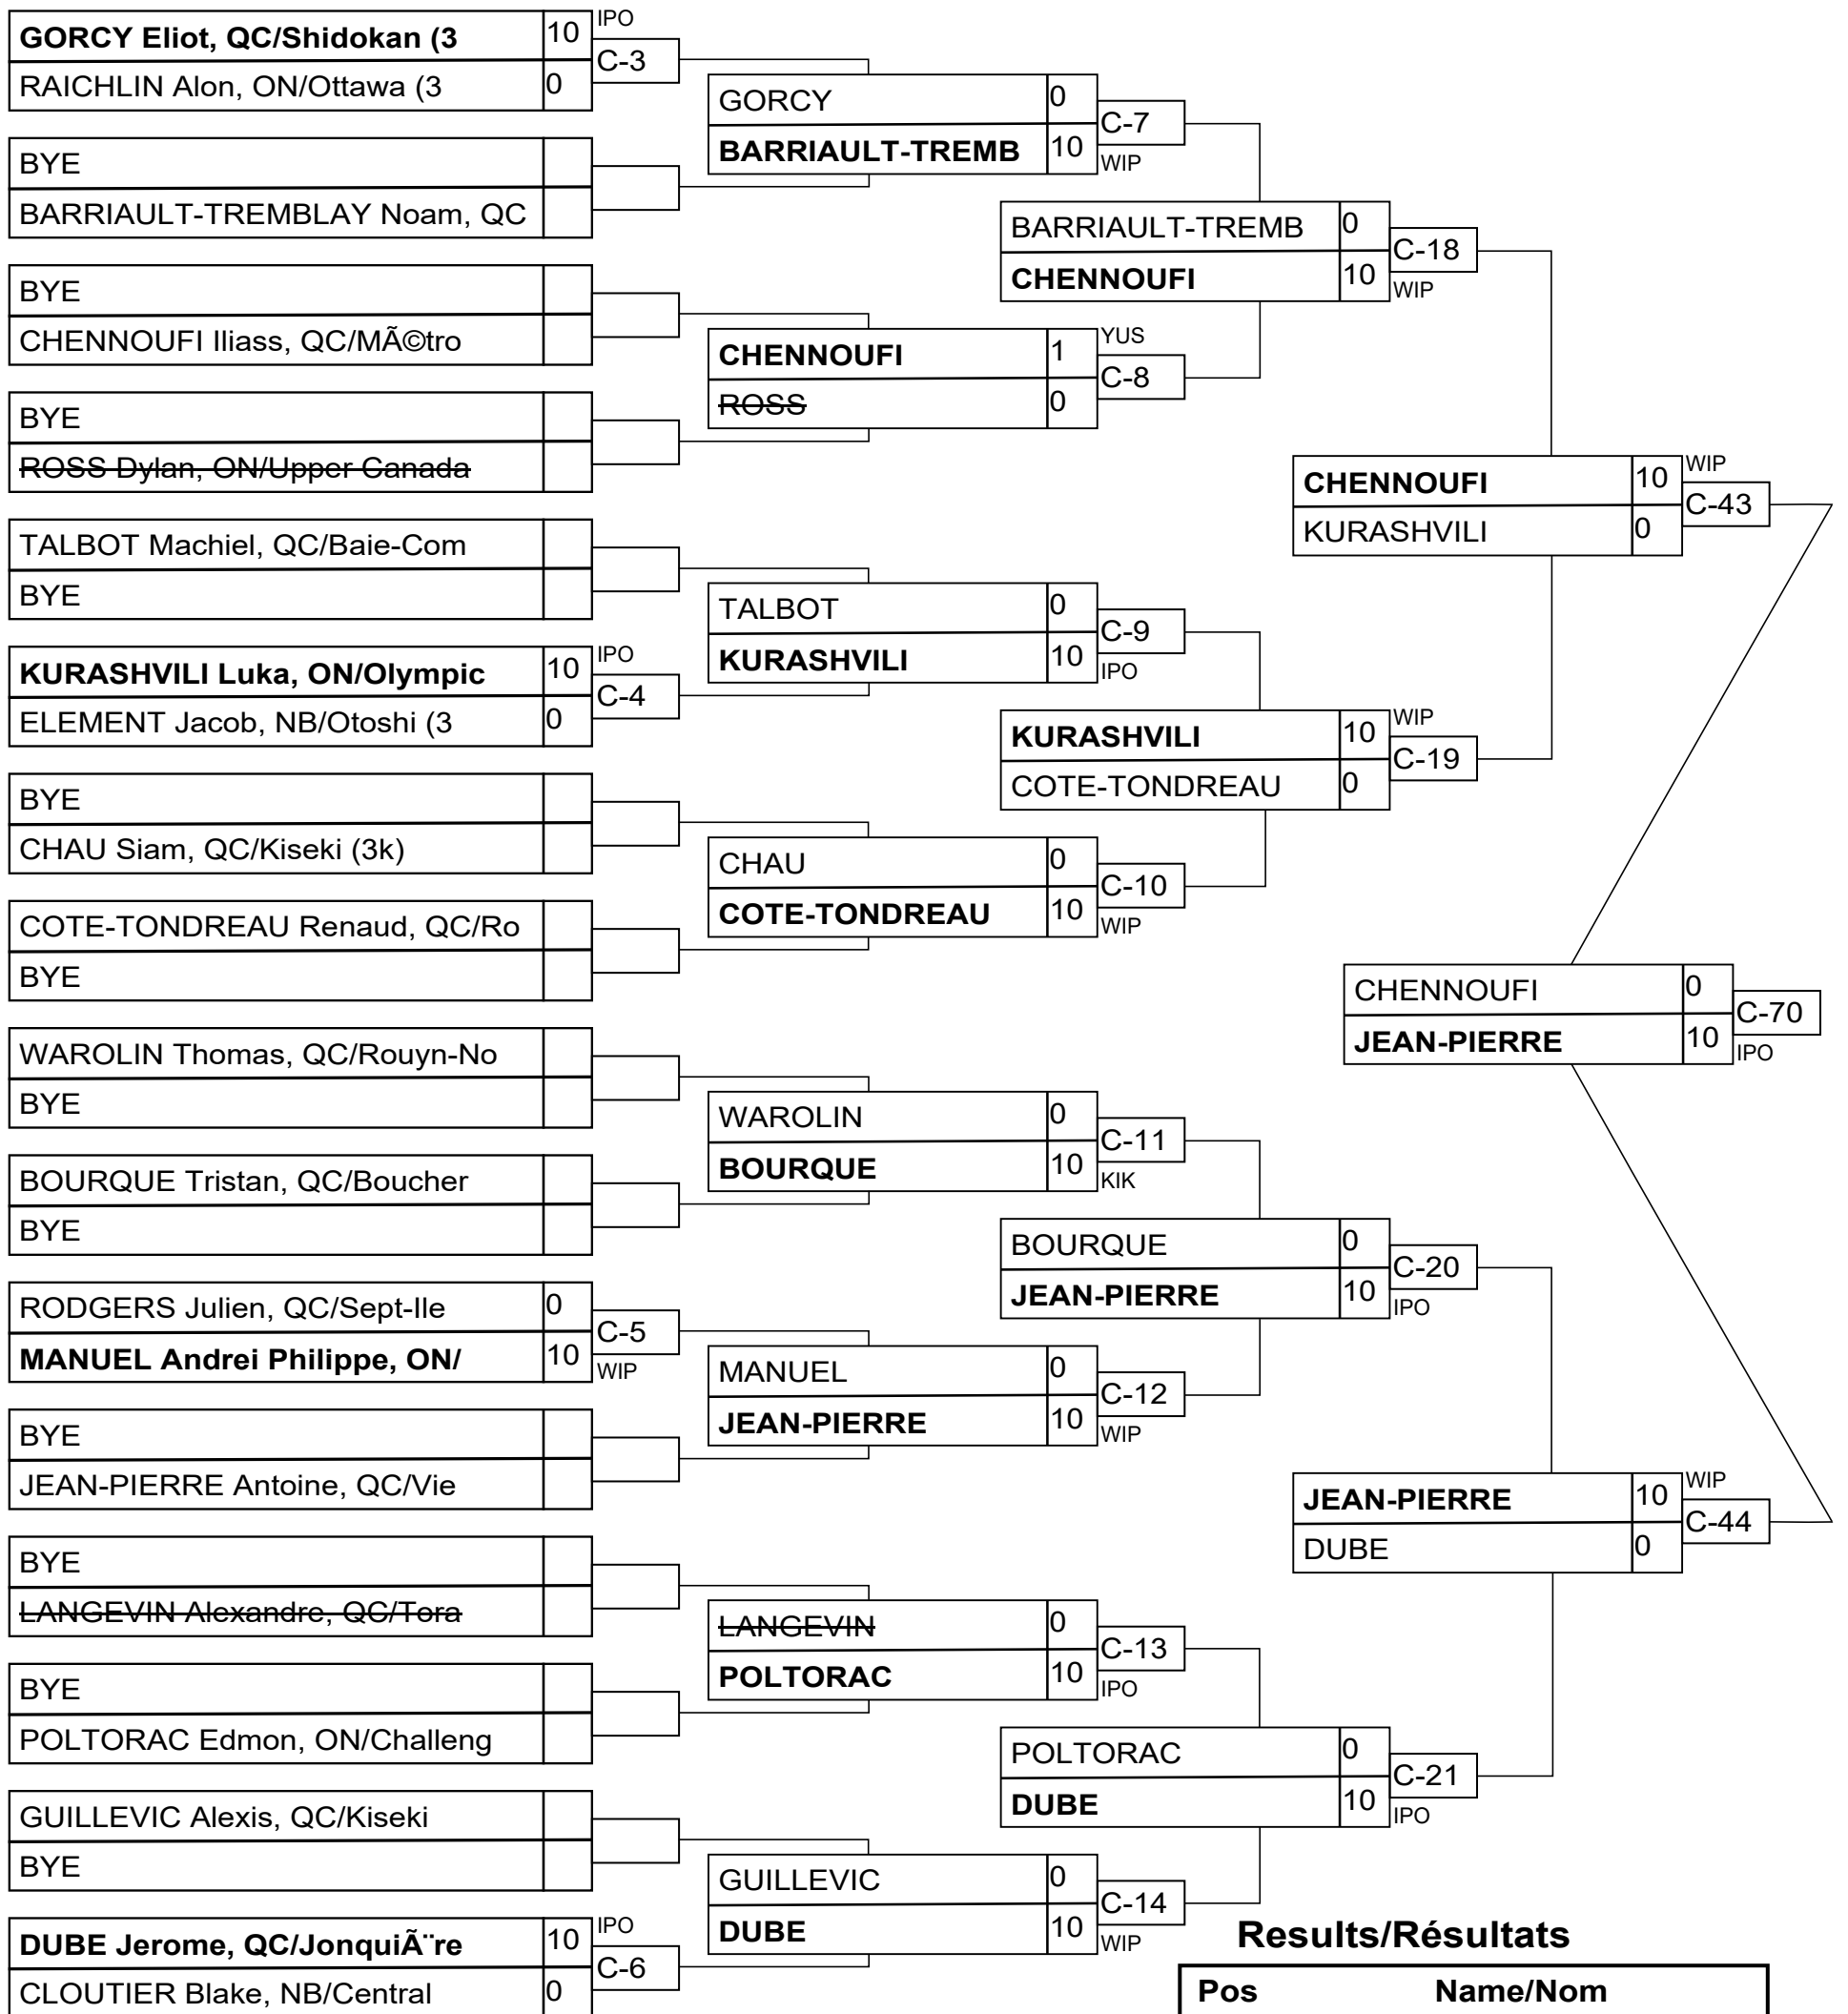 GORCY Eliot, QC/Shidokan (3 10 IPO
C-3
RAICHLIN Alon, ON/Ottawa (3 0
BYE
BARRIAULT-TREMBLAY Noam, QC
BYE
CHENNOUFI Iliass, QC/MÃ©tro
BYE
ROSS Dylan, ON/Upper Canada
TALBOT Machiel, QC/Baie-Com
BYE
KURASHVILI Luka, ON/Olympic 10 IPO
C-4
ELEMENT Jacob, NB/Otoshi (3 0
BYE
CHAU Siam, QC/Kiseki (3k)
COTE-TONDREAU Renaud, QC/Ro
BYE
WAROLIN Thomas, QC/Rouyn-No
BYE
BOURQUE Tristan, QC/Boucher
BYE
RODGERS Julien, QC/Sept-Ile 0
C-5
MANUEL Andrei Philippe, ON/ 10 WIP
BYE
JEAN-PIERRE Antoine, QC/Vie
BYE
LANGEVIN Alexandre, QC/Tora
BYE
POLTORAC Edmon, ON/Challeng
GUILLEVIC Alexis, QC/Kiseki
BYE
DUBE Jerome, QC/JonquiÃ¨re 10 IPO
C-6
CLOUTIER Blake, NB/Central 0
GORCY 0
C-7
BARRIAULT-TREMB 10 WIP
CHENNOUFI 1 YUS
C-8
ROSS 0
TALBOT 0
C-9
KURASHVILI 10 IPO
CHAU 0
C-10
COTE-TONDREAU 10 WIP
WAROLIN 0
C-11
BOURQUE 10 KIK
MANUEL 0
C-12
JEAN-PIERRE 10 WIP
LANGEVIN 0
C-13
POLTORAC 10 IPO
GUILLEVIC 0
C-14
DUBE 10 WIP
BARRIAULT-TREMB 0
C-18
CHENNOUFI 10 WIP
KURASHVILI 10 WIP
C-19
COTE-TONDREAU 0
BOURQUE 0
C-20
JEAN-PIERRE 10 IPO
POLTORAC 0
C-21
DUBE 10 IPO
CHENNOUFI 10 WIP
C-43
KURASHVILI 0
JEAN-PIERRE 10 WIP
C-44
DUBE 0
CHENNOUFI 0
C-70
JEAN-PIERRE 10 IPO
Results/Résultats
Pos Name/Nom